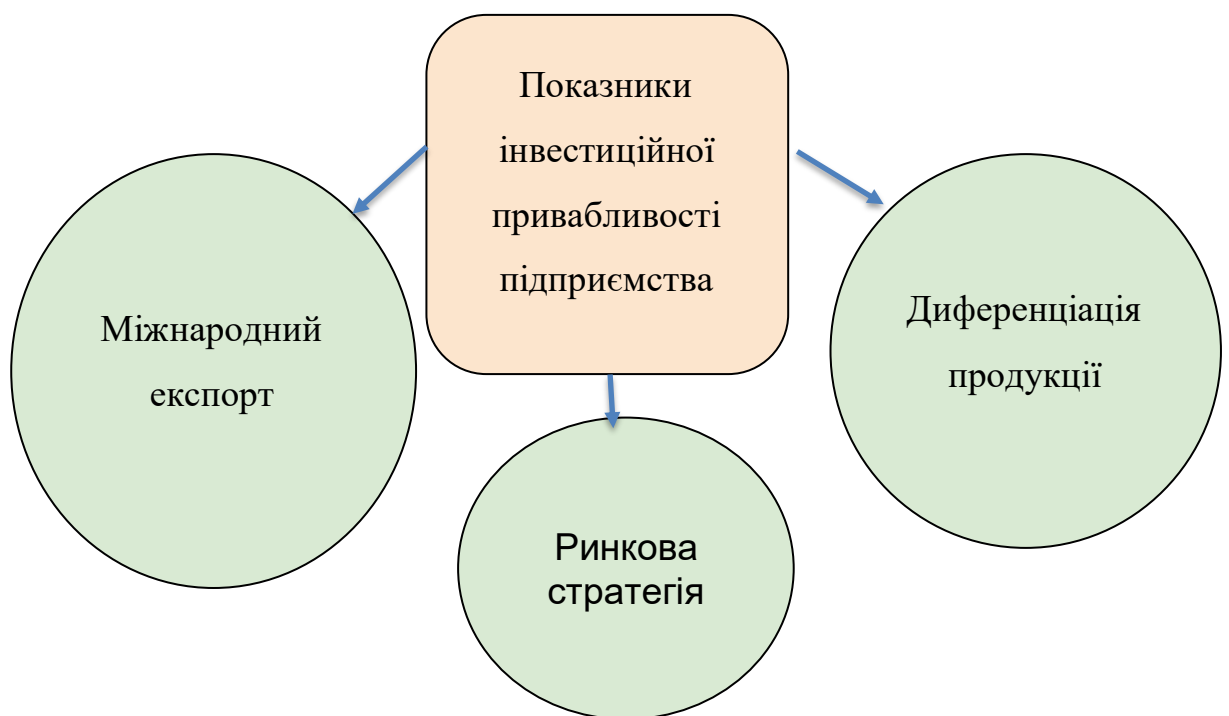 Показники
інвестиційної
привабливості
підприємства
Міжнародний
експорт
Диференціація
продукції
Ринкова
стратегія